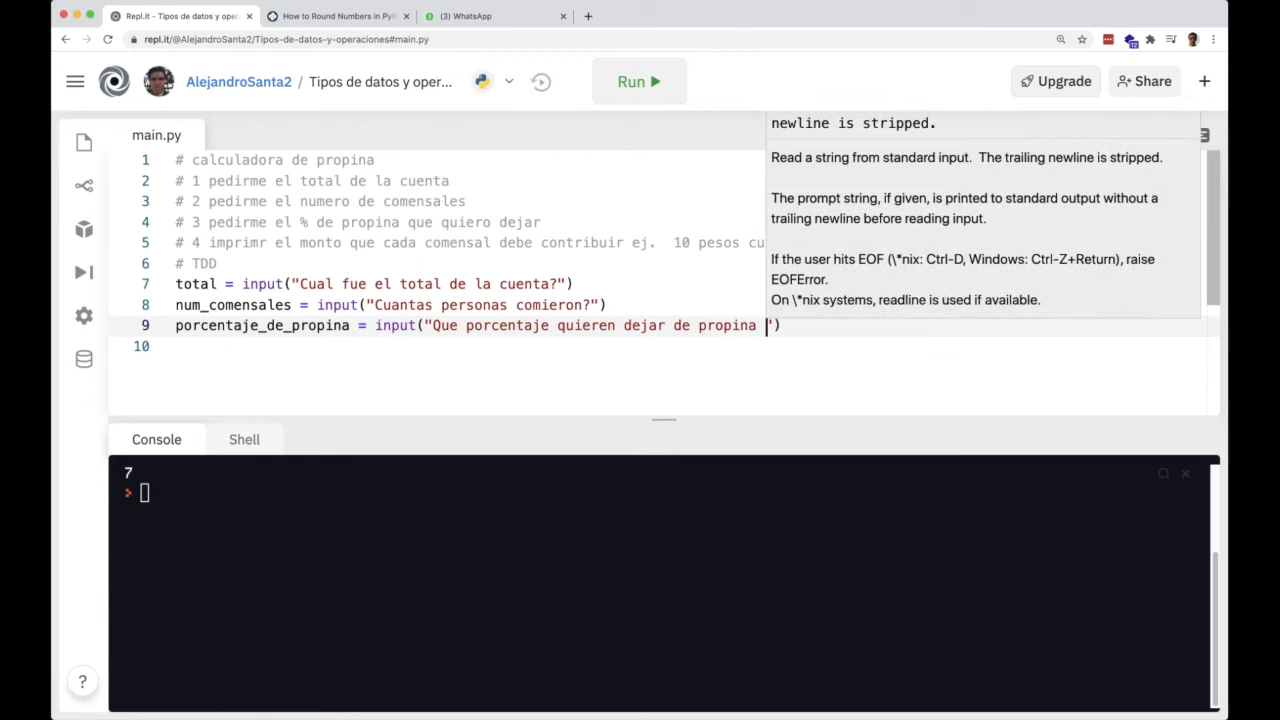 Repl.it - Tipos de datos y oper
How to Round Numbers in Pyt
(3) WhatsApp
repl.it/@AlejandroSanta2/Tipos-de-datos-y-operaciones#main.py
12
AlejandroSanta2 / Tipos de datos y oper...
Run
Upgrade
Share
main.py
1 # calculadora de propina
2 # 1 pedirme el total de la cuenta
3 # 2 pedirme el numero de comensales
4 # 3 pedirme el % de propina que quiero dejar
5 # 4 imprimr el monto que cada comensal debe contribuir ej.  10 pesos cu
6 # TDD
7 total = input("Cual fue el total de la cuenta?")
8 num_comensales = input("Cuantas personas comieron?")
9 porcentaje_de_propina = input("Que porcentaje quieren dejar de propina ")
10
newline is stripped.
Read a string from standard input. The trailing newline is stripped.
The prompt string, if given, is printed to standard output without a
trailing newline before reading input.
If the user hits EOF (\*nix: Ctrl-D, Windows: Ctrl-Z+Return), raise
EOFError.
On \*nix systems, readline is used if available.
Console
Shell
7
?